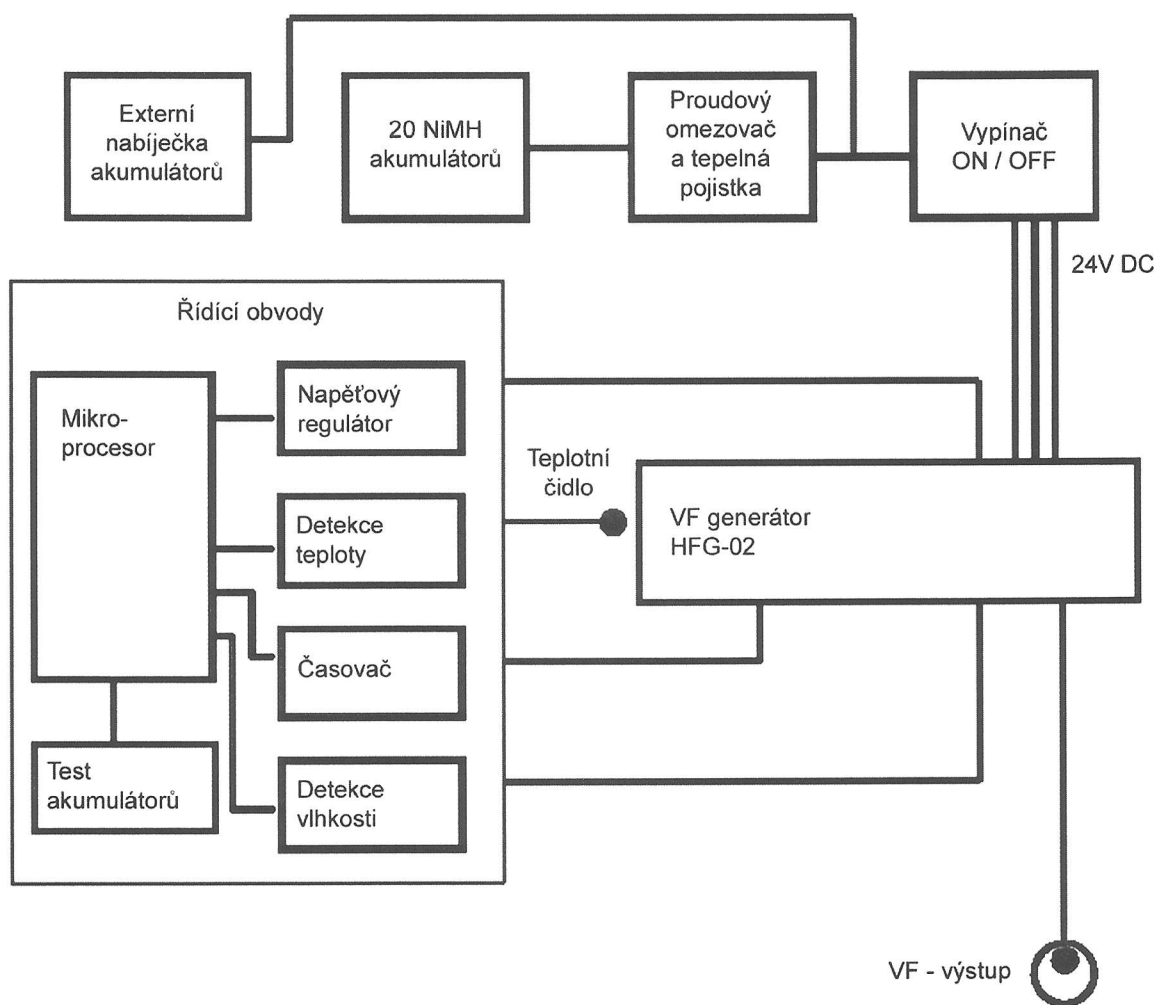 Externí
nabíječka
akumulátorů
20 NiMH
akumulátorů
Proudový
omezovač
a tepelná
pojistka
Vypínač
ON / OFF
24V DC
Řídící obvody
Mikro-
procesor
Napěťový
regulátor
Teplotní
čidlo
Detekce
teploty
VF generátor
HFG-02
Časovač
Test
akumulátorů
Detekce
vlhkosti
VF - výstup